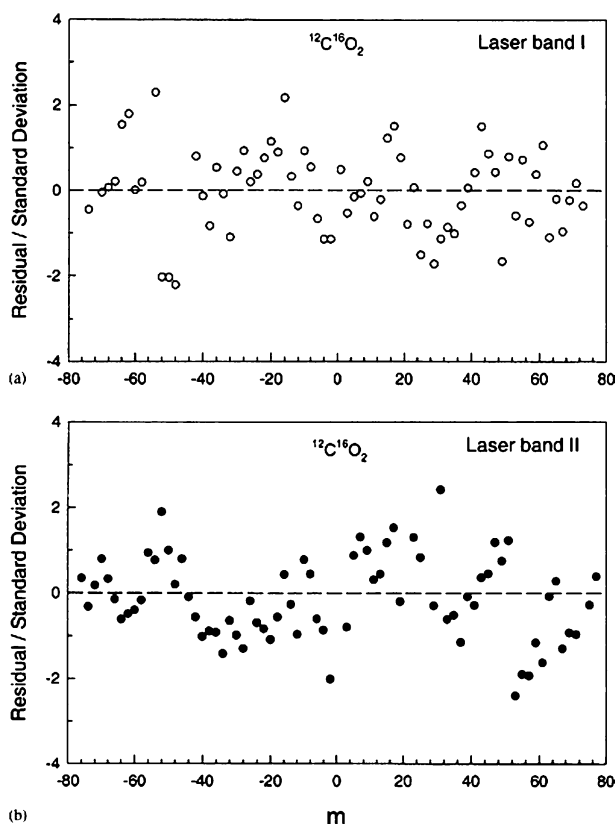 ¹²C¹⁶O₂ Laser band I
Residual / Standard Deviation
4
2
0
-2
-4
(a)
-80 -60 -40 -20 0 20 40 60 80
¹²C¹⁶O₂ Laser band II
Residual / Standard Deviation
4
2
0
-2
-4
-80 -60 -40 -20 0 20 40 60 80
(b)
m